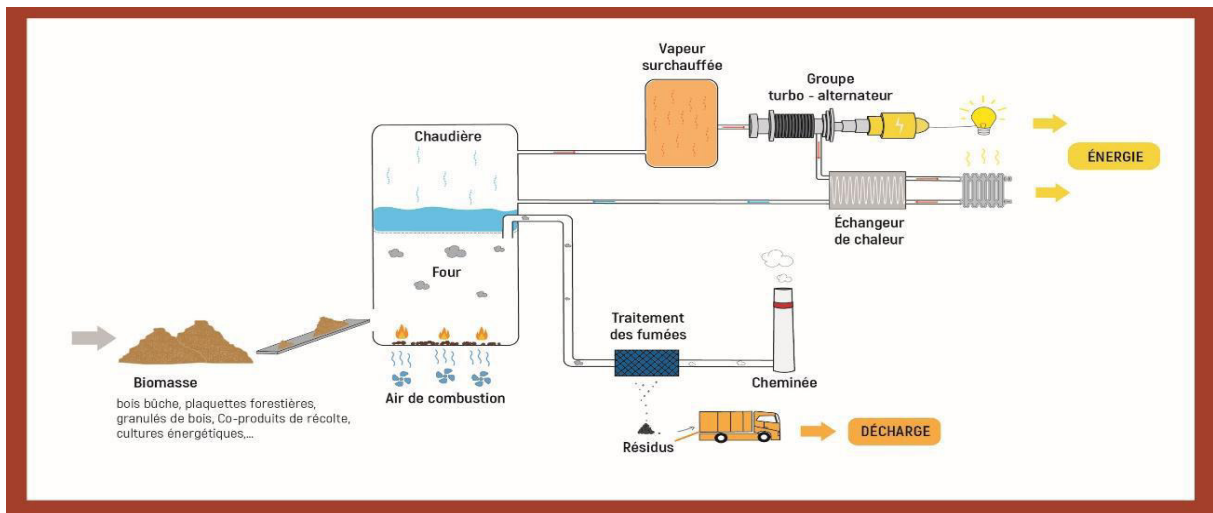 Vapeur
surchauffée
Groupe
turbo - alternateur
Chaudière
ÉNERGIE
Échangeur
de chaleur
Four
Traitement
des fumées
Biomasse
bois bûche, plaquettes forestières,
granulés de bois, Co-produits de récolte,
cultures énergétiques,...
Air de combustion
Cheminée
Résidus
DÉCHARGE